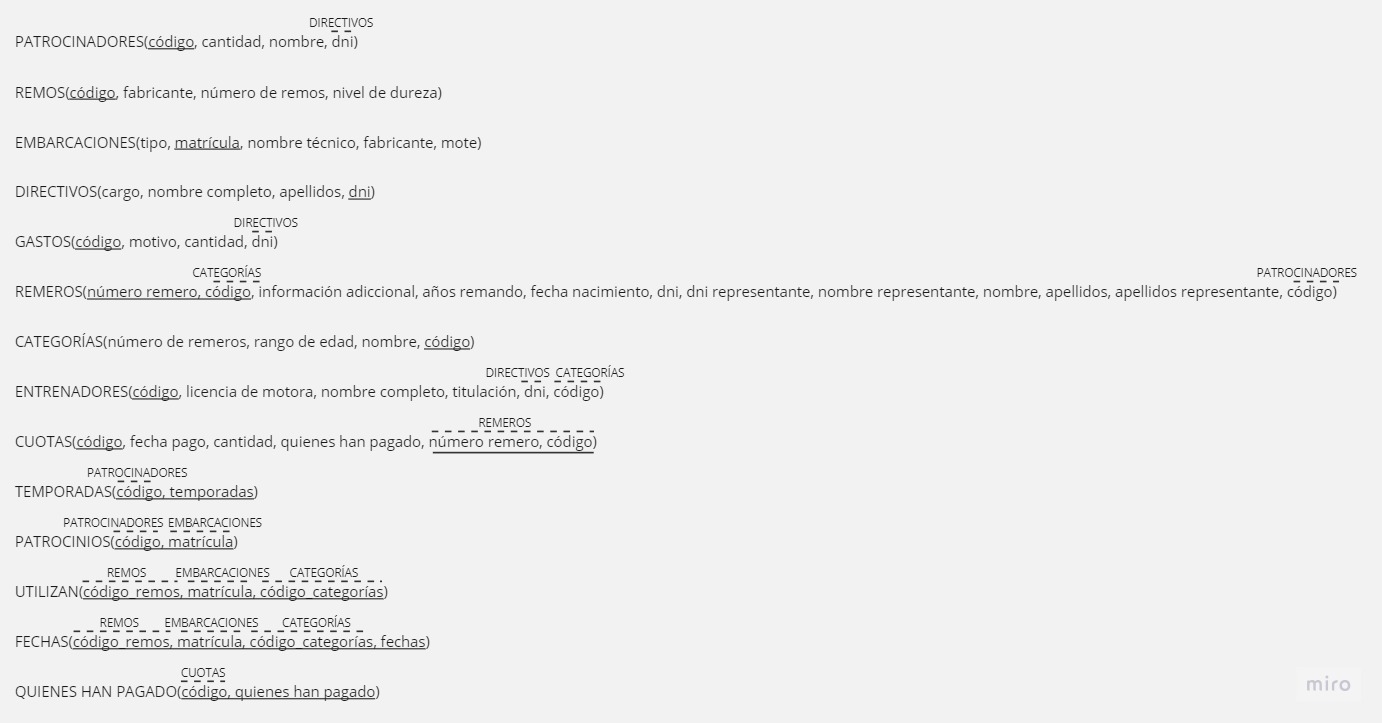 DIRECTIVOS
PATROCINADORES(código, cantidad, nombre, dni)
REMOS(código, fabricante, número de remos, nivel de dureza)
EMBARCACIONES(tipo, matrícula, nombre técnico, fabricante, mote)
DIRECTIVOS(cargo, nombre completo, apellidos, dni)
DIRECTIVOS
GASTOS(código, motivo, cantidad, dni)
CATEGORÍAS PATROCINADORES
REMEROS(número remero, código, información adiccional, años remando, fecha nacimiento, dni, dni representante, nombre representante, nombre, apellidos, apellidos representante, código)
CATEGORÍAS(número de remeros, rango de edad, nombre, código)
DIRECTIVOS CATEGORÍAS
ENTRENADORES(código, licencia de motora, nombre completo, titulación, dni, código)
REMEROS
CUOTAS(código, fecha pago, cantidad, quienes han pagado, número remero, código)
PATROCINADORES
TEMPORADAS(código, temporadas)
PATROCINADORES EMBARCACIONES
PATROCINIOS(código, matrícula)
REMOS EMBARCACIONES CATEGORÍAS
UTILIZAN(código_remos, matrícula, código_categorías)
REMOS EMBARCACIONES CATEGORÍAS
FECHAS(código_remos, matrícula, código_categorías, fechas)
CUOTAS
QUIENES HAN PAGADO(código, quienes han pagado)
miro